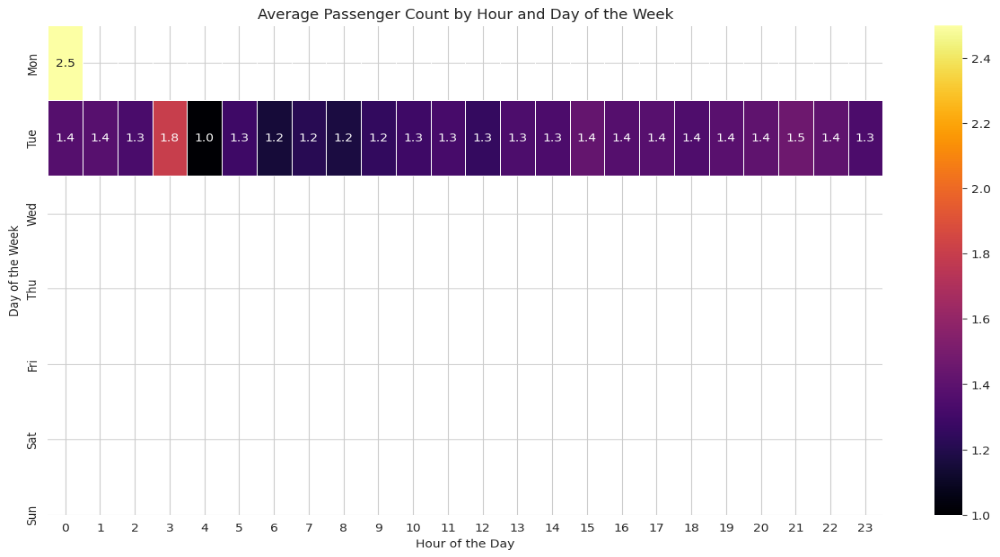 Average Passenger Count by Hour and Day of the Week
Mon
2.5
Tue
1.4 1.4 1.3 1.8 1.0 1.3 1.2 1.2 1.2 1.2 1.3 1.3 1.3 1.3 1.3 1.4 1.4 1.4 1.4 1.4 1.4 1.5 1.4 1.3
Wed
Thu
Fri
Sat
Sun
Day of the Week
0 1 2 3 4 5 6 7 8 9 10 11 12 13 14 15 16 17 18 19 20 21 22 23
Hour of the Day
2.4
2.2
2.0
1.8
1.6
1.4
1.2
1.0